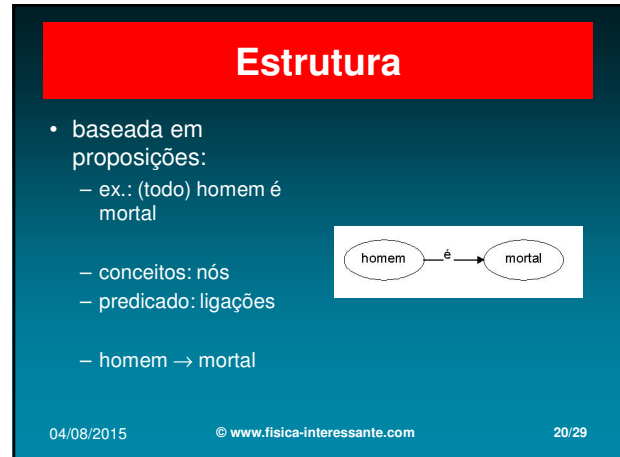 Estrutura
• baseada em
proposições:
– ex.: (todo) homem é
mortal
– conceitos: nós
– predicado: ligações
– homem → mortal
homem é mortal
04/08/2015 © www.fisica-interessante.com 20/29